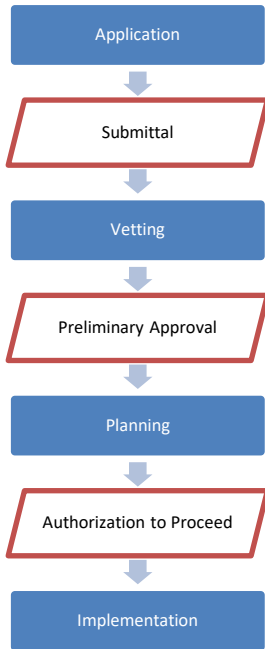 Application
Submittal
Vetting
Preliminary Approval
Planning
Authorization to Proceed
Implementation